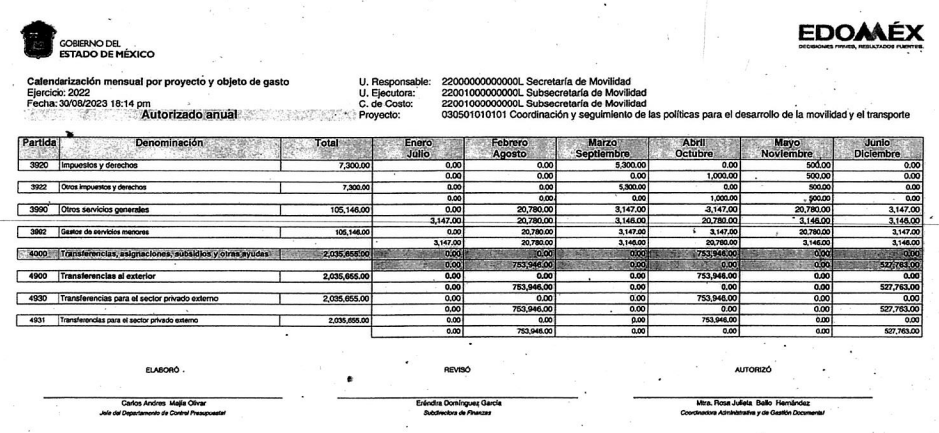 GOBIERNO DEL
ESTADO DE MÉXICO
EDOMÉX
DECISIONES FIRMES, RESULTADOS FUERTES.
Calendarización mensual por proyecto y objeto de gasto
Ejercicio: 2022
Fecha: 30/08/2023 18:14 pm
Autorizado anual
U. Responsable: 22000000000000L Secretaría de Movilidad
U. Ejecutora: 22001000000000L Subsecretaría de Movilidad
C. de Costo: 22001000000000L Subsecretaría de Movilidad
Proyecto: 030501010101 Coordinación y seguimiento de las políticas para el desarrollo de la movilidad y el transporte
Partida Denominación Total Enero Febrero Marzo Abril Mayo Junio
Julio Agosto Septiembre Octubre Noviembre Diciembre
3920 Impuestos y derechos 7,300.00 0.00 0.00 5,300.00 0.00 500.00 0.00
0.00 0.00 0.00 1,000.00 500.00 0.00
3922 Otros impuestos y derechos 7,300.00 0.00 0.00 5,300.00 0.00 500.00 0.00
0.00 0.00 0.00 1,000.00 500.00 0.00
3990 Otros servicios generales 105,146.00 0.00 20,780.00 3,147.00 3,147.00 20,780.00 3,147.00
3,147.00 20,780.00 3,146.00 20,780.00 3,146.00 3,146.00
3992 Gastos de servicios menores 105,146.00 0.00 20,780.00 3,147.00 3,147.00 20,780.00 3,147.00
3,147.00 20,780.00 3,146.00 20,780.00 3,146.00 3,146.00
4000 Transferencias, asignaciones, subsidios y otras ayudas 2,035,655.00 0.00 0.00 0.00 753,946.00 0.00 0.00
0.00 753,946.00 0.00 0.00 0.00 527,763.00
4900 Transferencias al exterior 2,035,655.00 0.00 0.00 0.00 753,946.00 0.00 0.00
0.00 753,946.00 0.00 0.00 0.00 527,763.00
4930 Transferencias para el sector privado externo 2,035,655.00 0.00 0.00 0.00 753,946.00 0.00 0.00
0.00 753,946.00 0.00 0.00 0.00 527,763.00
4931 Transferencias para el sector privado externo 2,035,655.00 0.00 0.00 0.00 753,946.00 0.00 0.00
0.00 753,946.00 0.00 0.00 0.00 527,763.00
ELABORÓ REVISÓ AUTORIZÓ
Carlos Andres Mejía Olivar Eréndira Domínguez García Mtra. Rosa Julieta Bello Hernández
Jefe del Departamento de Control Presupuestal Subdirectora de Finanzas Coordinadora Administrativa y de Gestión Documental